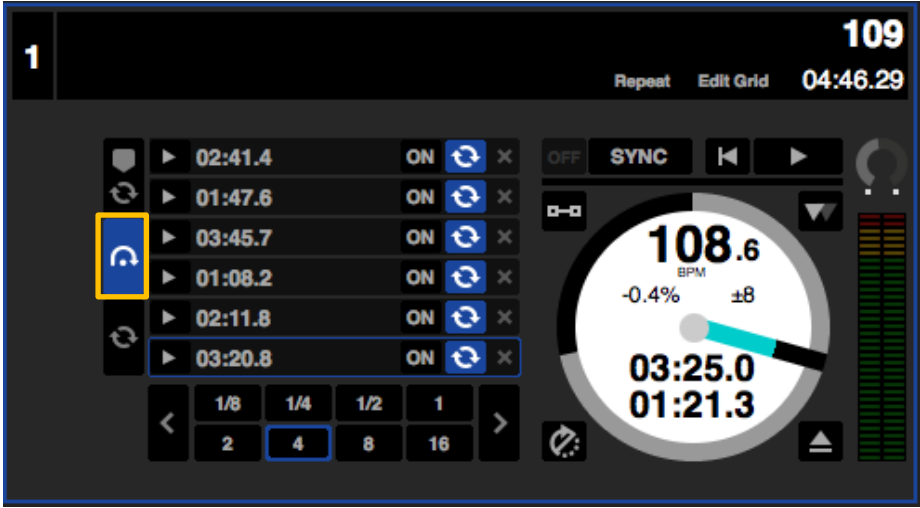 1
109
Repeat Edit Grid 04:46.29
02:41.4 ON
01:47.6 ON
03:45.7 ON
01:08.2 ON
02:11.8 ON
03:20.8 ON
1/8 1/4 1/2 1
2 4 8 16
OFF SYNC
108.6
BPM
-0.4% ±8
03:25.0
01:21.3